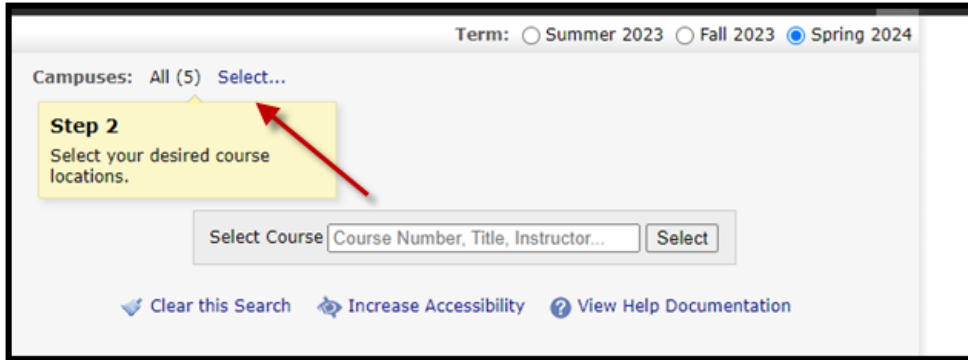 Term: Summer 2023 Fall 2023 Spring 2024
Campuses: All (5) Select...
Step 2
Select your desired course
locations.
Select Course Course Number, Title, Instructor... Select
Clear this Search Increase Accessibility View Help Documentation